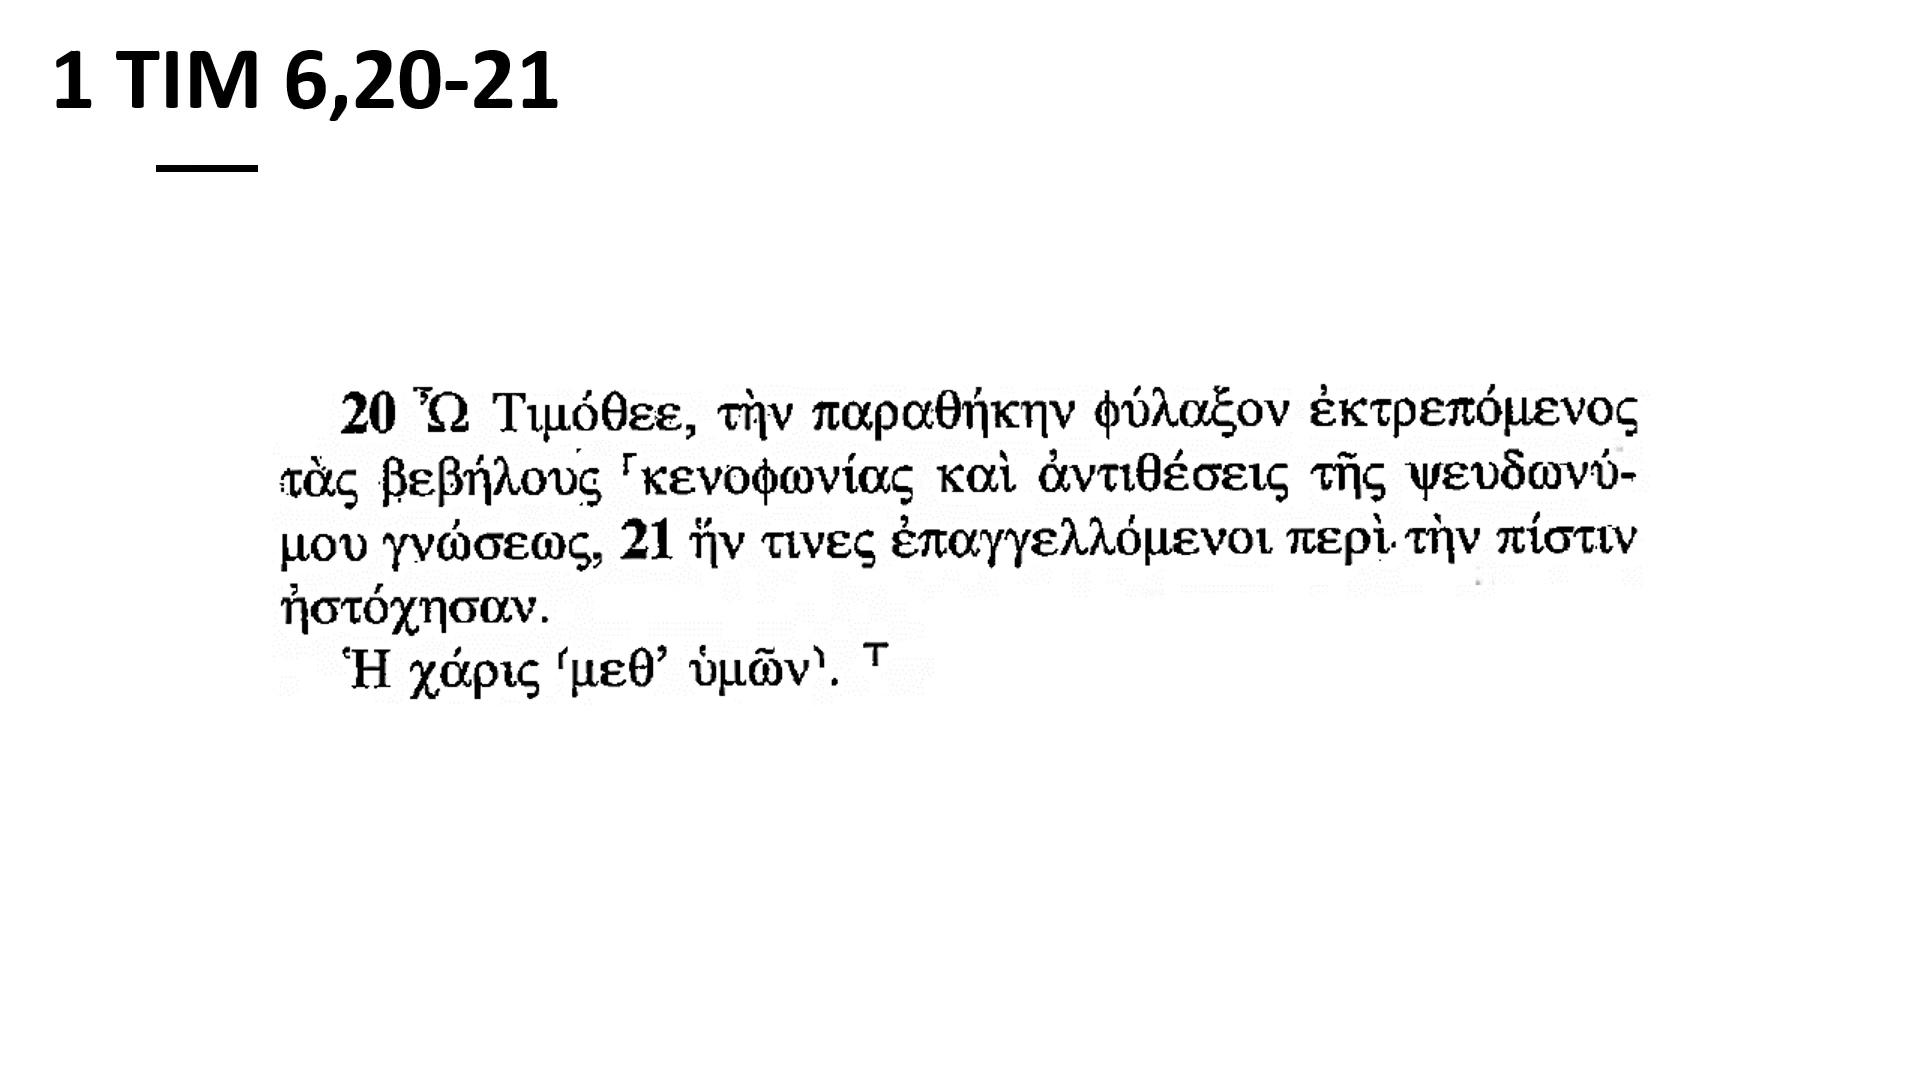 1 TIM 6,20-21
20 Ὦ Τιμόθεε, τὴν παραθήκην φύλαξον ἐκτρεπόμενος
τὰς βεβήλους ⸀κενοφωνίας καὶ ἀντιθέσεις τῆς ψευδωνύ-
μου γνώσεως, 21 ἥν τινες ἐπαγγελλόμενοι περὶ τὴν πίστιν
ἠστόχησαν.
Ἡ χάρις ⸂μεθ’ ὑμῶν⸃. ⸆